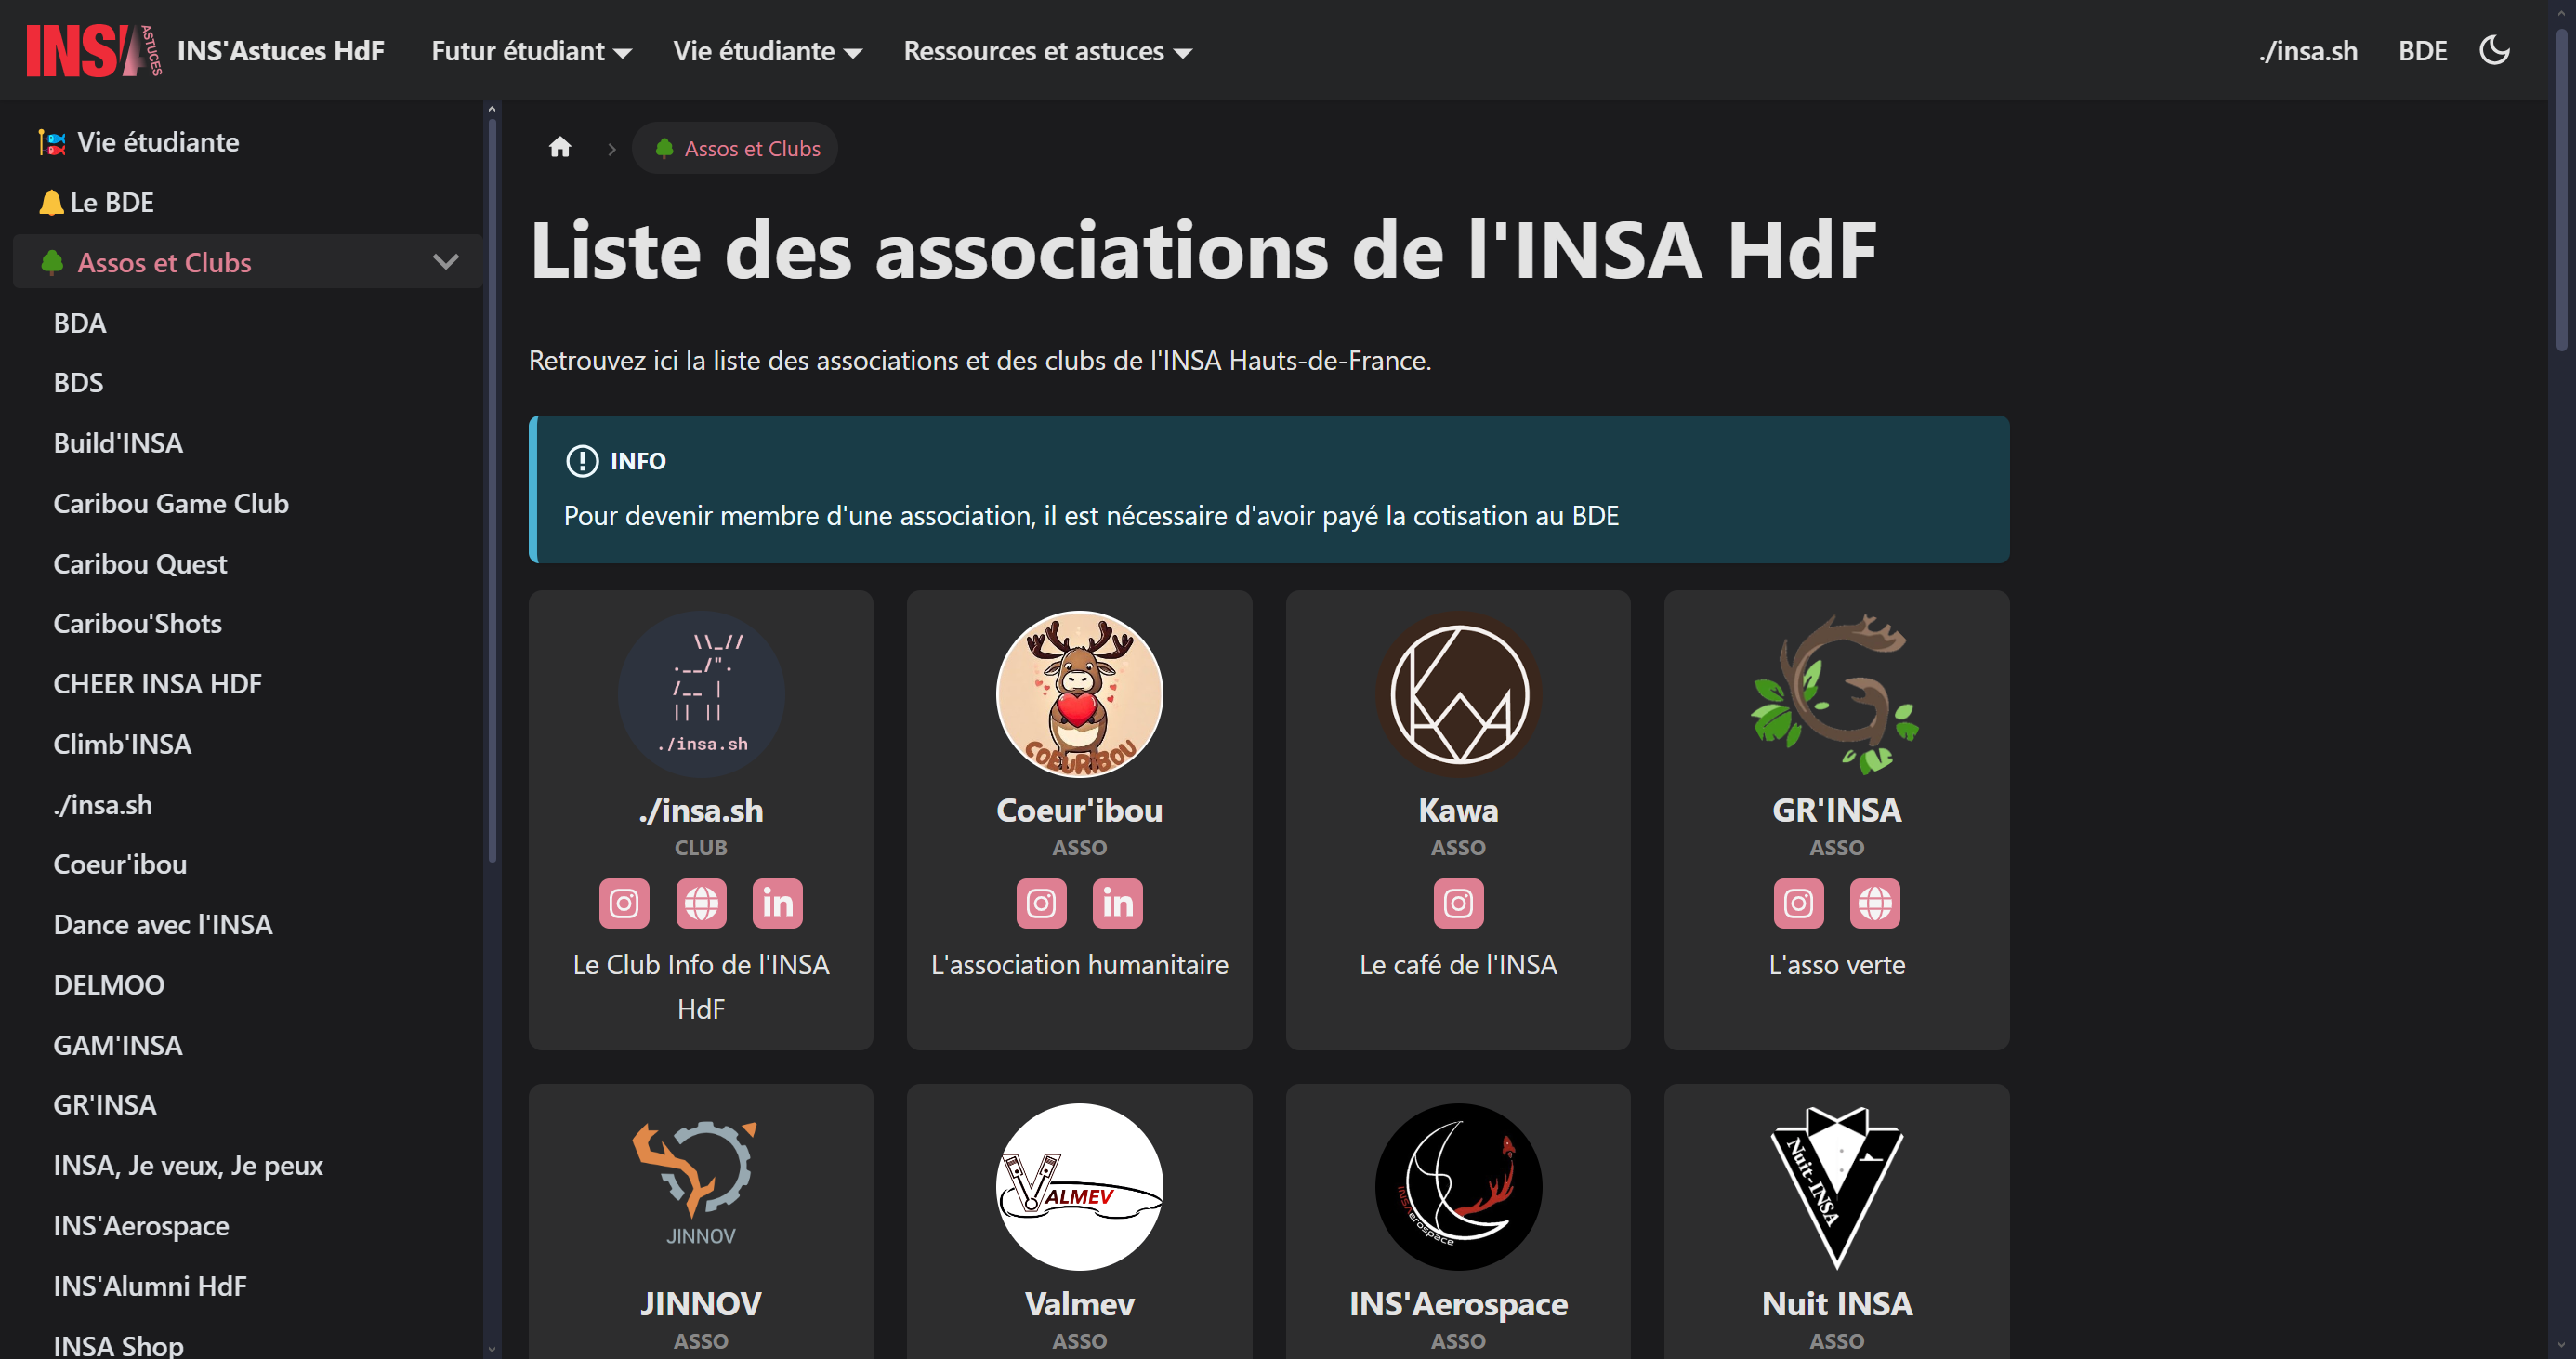 INSA ASTUCES
INS'Astuces HdF
Futur étudiant
Vie étudiante
Ressources et astuces
./insa.sh
BDE
Vie étudiante
Le BDE
Assos et Clubs
BDA
BDS
Build'INSA
Caribou Game Club
Caribou Quest
Caribou'Shots
CHEER INSA HDF
Climb'INSA
./insa.sh
Coeur'ibou
Dance avec l'INSA
DELMOO
GAM'INSA
GR'INSA
INSA, Je veux, Je peux
INS'Aerospace
INS'Alumni HdF
INSA Shop
Assos et Clubs
Liste des associations de l'INSA HdF
Retrouvez ici la liste des associations et des clubs de l'INSA Hauts-de-France.
INFO
Pour devenir membre d'une association, il est nécessaire d'avoir payé la cotisation au BDE
\\_//
.__/".
/__ |
|| ||
./insa.sh
./insa.sh
CLUB
in
Le Club Info de l'INSA
HdF
COEURIBOU
Coeur'ibou
ASSO
in
L'association humanitaire
KAWA
Kawa
ASSO
Le café de l'INSA
GR'INSA
ASSO
L'asso verte
JINNOV
JINNOV
ASSO
VALMEV
Valmev
ASSO
INSAerospace
INS'Aerospace
ASSO
Nuit-INSA
Nuit INSA
ASSO